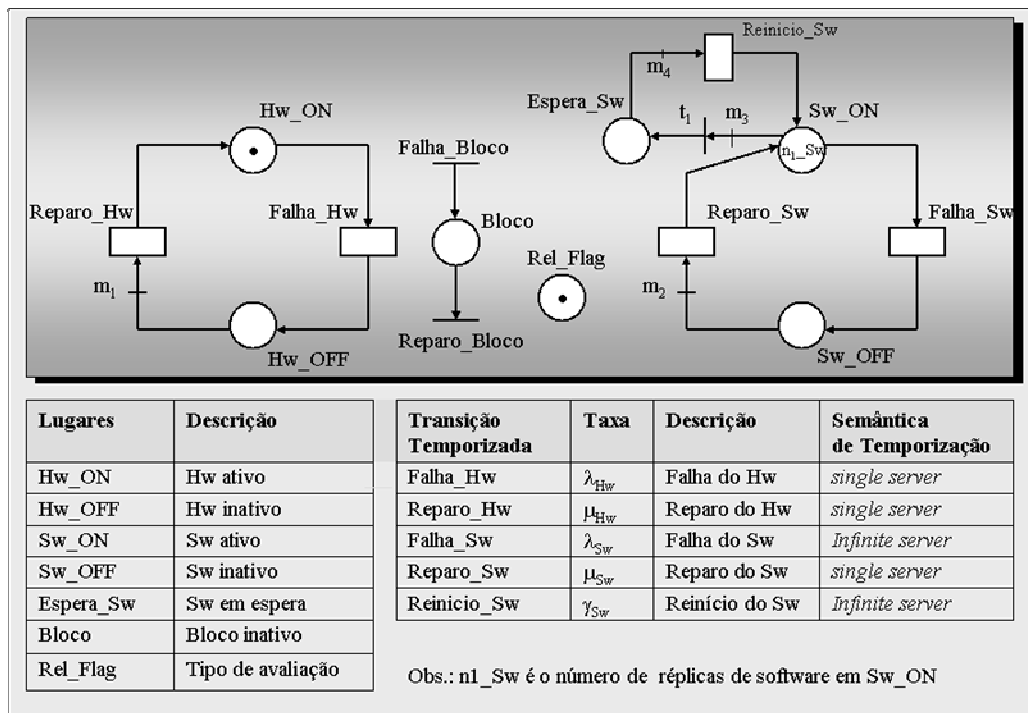 Reinicio_Sw
m4
Espera_Sw
t1
m3
Sw_ON
n1_Sw
Hw_ON
Falha_Bloco
Reparo_Hw
Falha_Hw
Bloco
Reparo_Sw
Falha_Sw
Rel_Flag
m1
m2
Reparo_Bloco
Hw_OFF
Sw_OFF
Lugares Descrição
Hw_ON Hw ativo
Hw_OFF Hw inativo
Sw_ON Sw ativo
Sw_OFF Sw inativo
Espera_Sw Sw em espera
Bloco Bloco inativo
Rel_Flag Tipo de avaliação
Transição Temporizada Taxa Descrição Semântica de Temporização
Falha_Hw λHw Falha do Hw single server
Reparo_Hw μHw Reparo do Hw single server
Falha_Sw λSw Falha do Sw Infinite server
Reparo_Sw μSw Reparo do Sw single server
Reinicio_Sw γSw Reinício do Sw Infinite server
Obs.: n1_Sw é o número de réplicas de software em Sw_ON